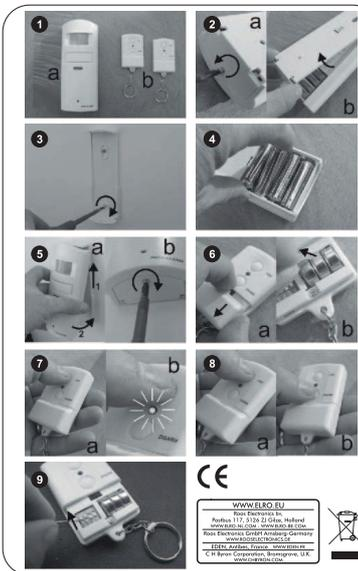 1
a
b
2
a
b
3
4
5
a
b
1
2
6
a
b
7
a
b
8
a
b
9
CE
WWW.ELRO.EU
Roos Electronics bv,
Postbus 117, 5126 ZJ Gilze, Holland
WWW.ELRO-NL.COM - WWW.ELRO-BE.COM
Roos Electronics GmbH Arnsberg-Germany
WWW.ROOSELECTRONICS.DE
EDEN, Antibes, France WWW.EDEN.FR
C H Byron Corporation, Bromsgrove, U.K.
WWW.CHBYRON.COM